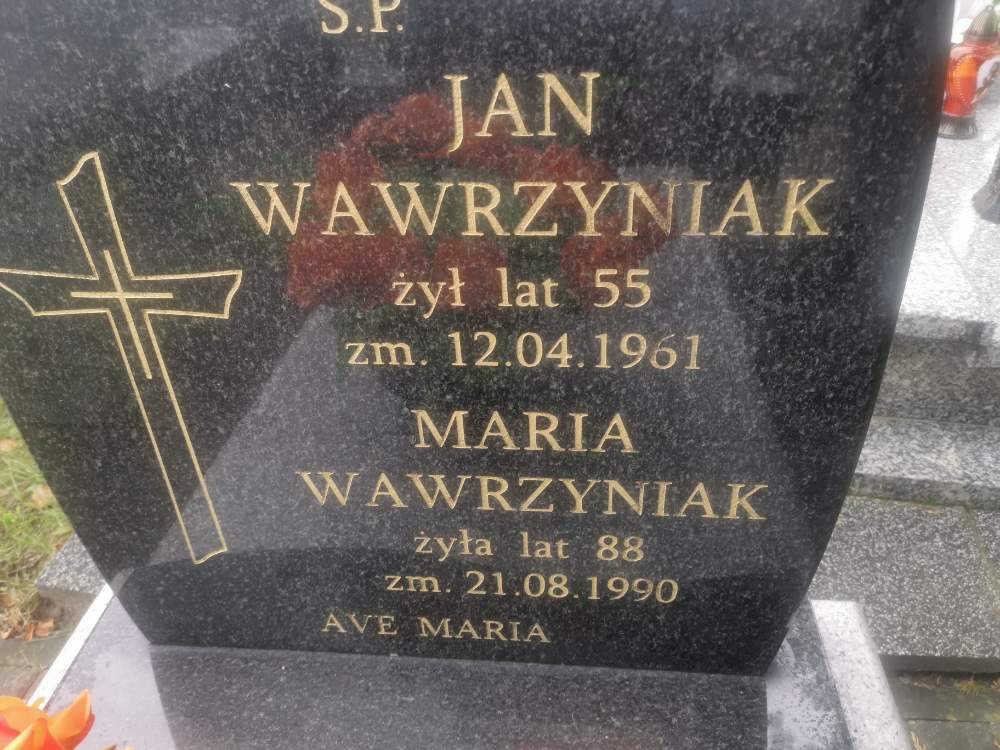 Ś.P.
JAN
WAWRZYNIAK
żył lat 55
zm. 12.04.1961
MARIA
WAWRZYNIAK
żyła lat 88
zm. 21.08.1990
AVE MARIA